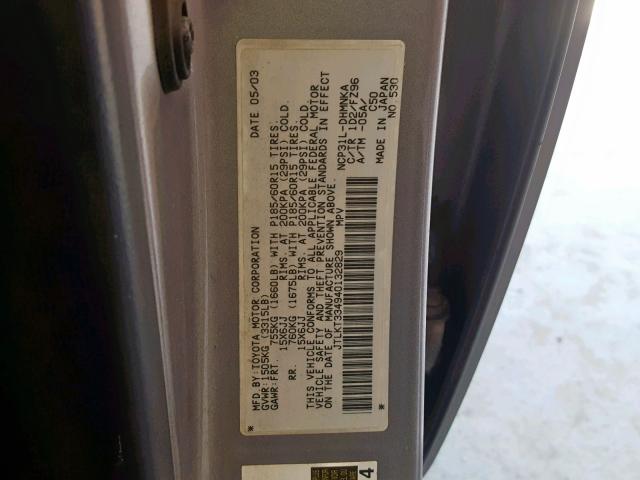 MFD.BY:TOYOTA MOTOR CORPORATION DATE 05/03
GVWR:1505KG (3315LB)
GAWR:FRT. 755KG (1660LB) WITH P185/60R15 TIRES.
15X6JJ RIMS. AT 200KPA (29PSI) COLD.
RR. 760KG (1675LB) WITH P185/60R15 TIRES.
15X6JJ RIMS. AT 200KPA (29PSI) COLD.
THIS VEHICLE CONFORMS TO ALL APPLICABLE FEDERAL MOTOR
VEHICLE SAFETY AND THEFT PREVENTION STANDARDS IN EFFECT
ON THE DATE OF MANUFACTURE SHOWN ABOVE.
* JTLKT334940132829 MPV NCP31L-DHMNKA
C/TR 1D2/FZ96
A/TM -05A/
C50
MADE IN JAPAN
* NO.530
4